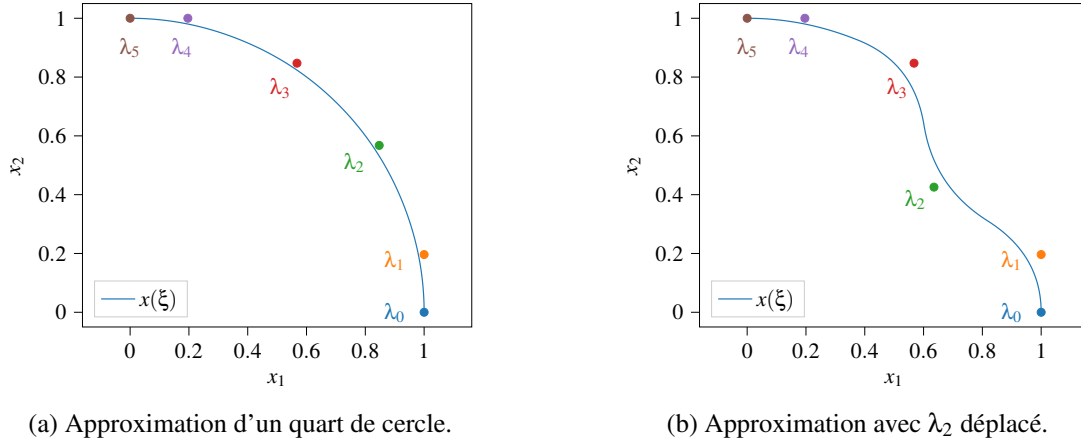 1
0.8
0.6
0.4
0.2
0
x₂
λ₅
λ₄
λ₃
λ₂
λ₁
λ₀
x(ξ)
0 0.2 0.4 0.6 0.8 1
x₁
(a) Approximation d'un quart de cercle.
1
0.8
0.6
0.4
0.2
0
x₂
λ₅
λ₄
λ₃
λ₂
λ₁
λ₀
x(ξ)
0 0.2 0.4 0.6 0.8 1
x₁
(b) Approximation avec λ₂ déplacé.